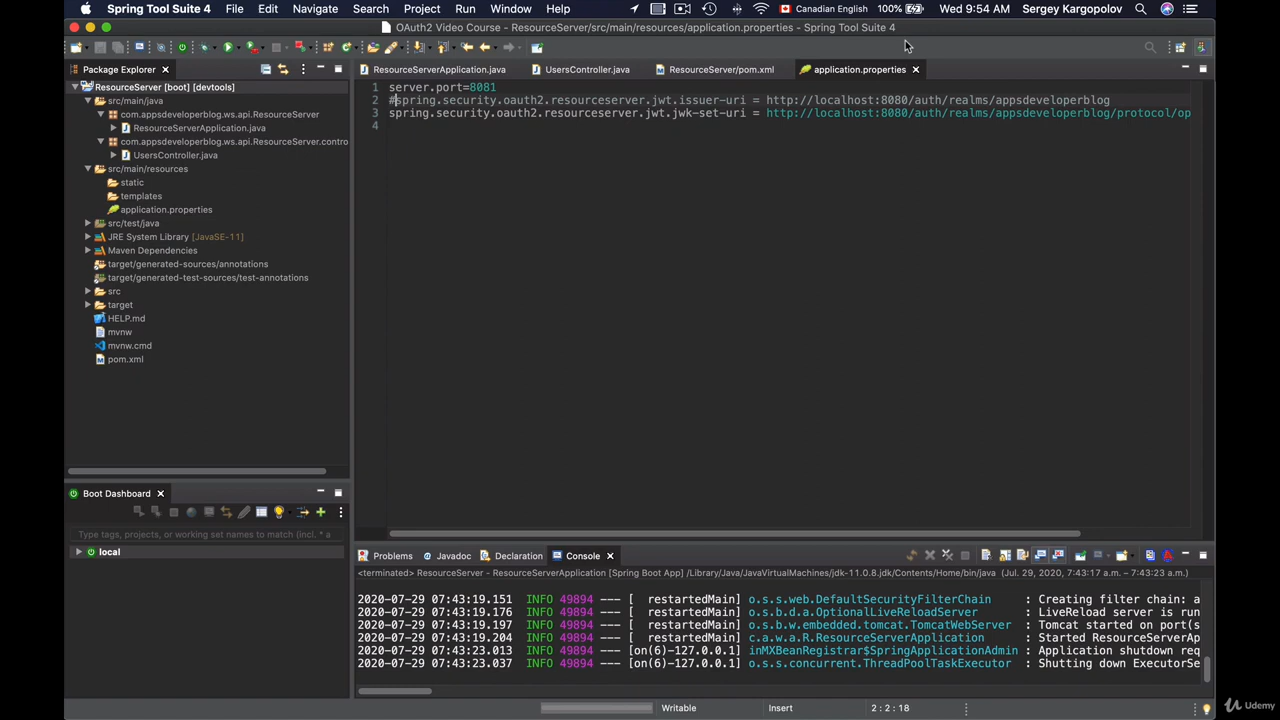 Spring Tool Suite 4 File Edit Navigate Search Project Run Window Help Canadian English 100% Wed 9:54 AM Sergey Kargopolov
OAuth2 Video Course - ResourceServer/src/main/resources/application.properties - Spring Tool Suite 4
Package Explorer
ResourceServer [boot] [devtools]
src/main/java
com.appsdeveloperblog.ws.api.ResourceServer
ResourceServerApplication.java
com.appsdeveloperblog.ws.api.ResourceServer.contro
UsersController.java
src/main/resources
static
templates
application.properties
src/test/java
JRE System Library [JavaSE-11]
Maven Dependencies
target/generated-sources/annotations
target/generated-test-sources/test-annotations
src
target
HELP.md
mvnw
mvnw.cmd
pom.xml
ResourceServerApplication.java UsersController.java ResourceServer/pom.xml application.properties
1 server.port=8081
2 #spring.security.oauth2.resourceserver.jwt.issuer-uri = http://localhost:8080/auth/realms/appsdeveloperblog
3 spring.security.oauth2.resourceserver.jwt.jwk-set-uri = http://localhost:8080/auth/realms/appsdeveloperblog/protocol/op
4
Boot Dashboard
Type tags, projects, or working set names to match (incl. * a
local
Problems Javadoc Declaration Console
<terminated> ResourceServer - ResourceServerApplication [Spring Boot App] /Library/Java/JavaVirtualMachines/jdk-11.0.8.jdk/Contents/Home/bin/java (Jul. 29, 2020, 7:43:17 a.m. – 7:43:23 a.m.)
2020-07-29 07:43:19.151 INFO 49894 --- [ restartedMain] o.s.s.web.DefaultSecurityFilterChain : Creating filter chain: a
2020-07-29 07:43:19.176 INFO 49894 --- [ restartedMain] o.s.b.d.a.OptionalLiveReloadServer : LiveReload server is run
2020-07-29 07:43:19.197 INFO 49894 --- [ restartedMain] o.s.b.w.embedded.tomcat.TomcatWebServer : Tomcat started on port(s
2020-07-29 07:43:19.204 INFO 49894 --- [ restartedMain] c.a.w.a.R.ResourceServerApplication : Started ResourceServerAp
2020-07-29 07:43:23.013 INFO 49894 --- [on(6)-127.0.0.1] inMXBeanRegistrar$SpringApplicationAdmin : Application shutdown req
2020-07-29 07:43:23.037 INFO 49894 --- [on(6)-127.0.0.1] o.s.s.concurrent.ThreadPoolTaskExecutor : Shutting down ExecutorSe
Writable Insert 2 : 2 : 18
Udemy